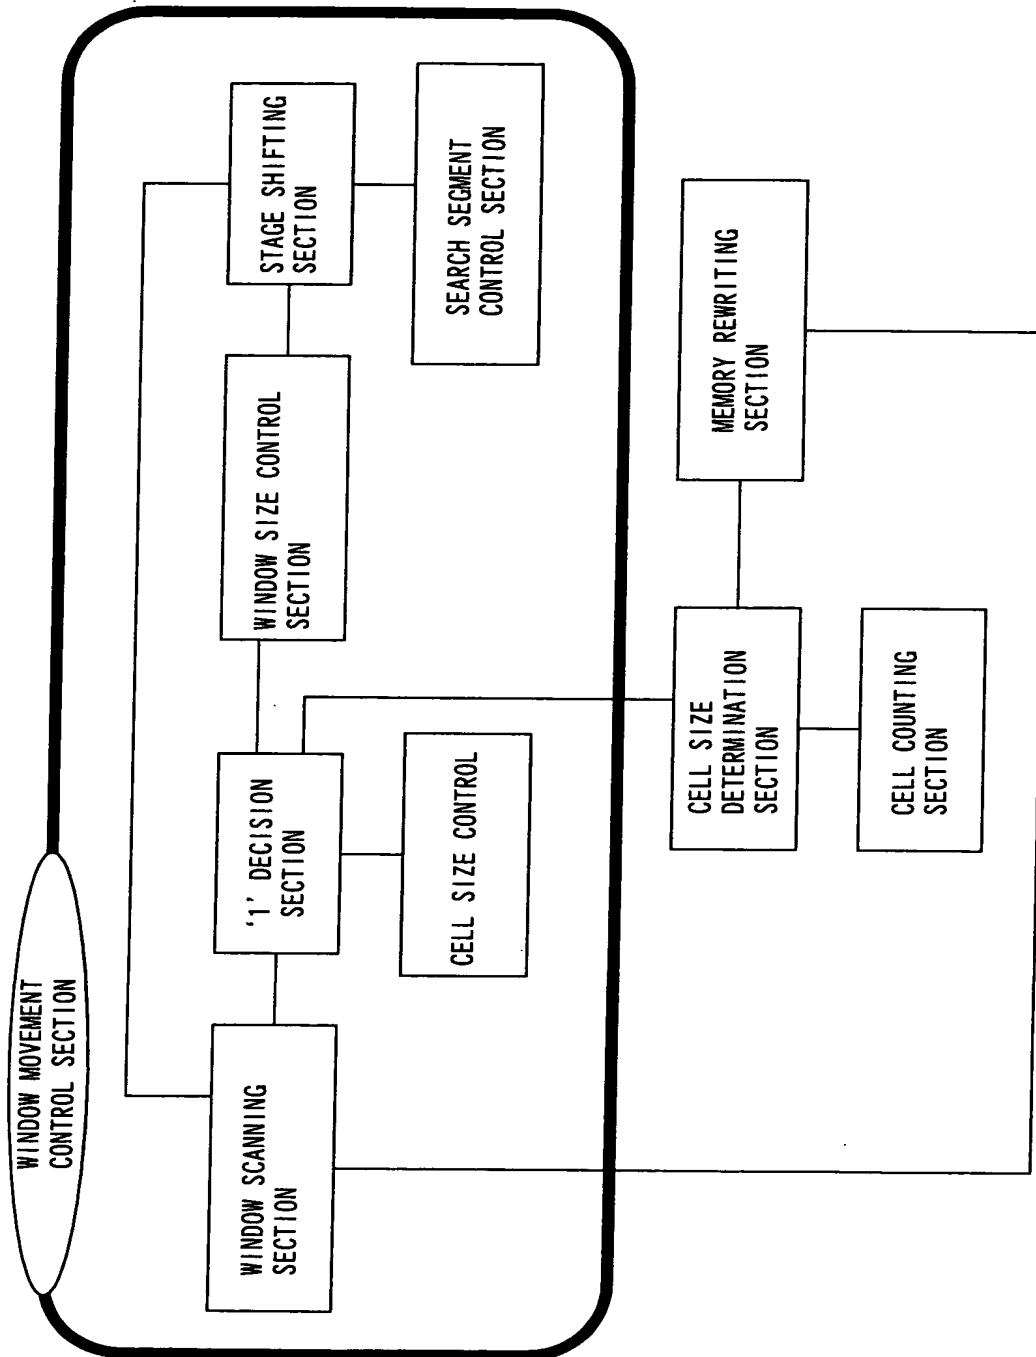 WINDOW MOVEMENT
CONTROL SECTION
WINDOW SCANNING
SECTION
‘1’ DECISION
SECTION
WINDOW SIZE CONTROL
SECTION
STAGE SHIFTING
SECTION
CELL SIZE CONTROL
SEARCH SEGMENT
CONTROL SECTION
CELL SIZE
DETERMINATION
SECTION
MEMORY REWRITING
SECTION
CELL COUNTING
SECTION